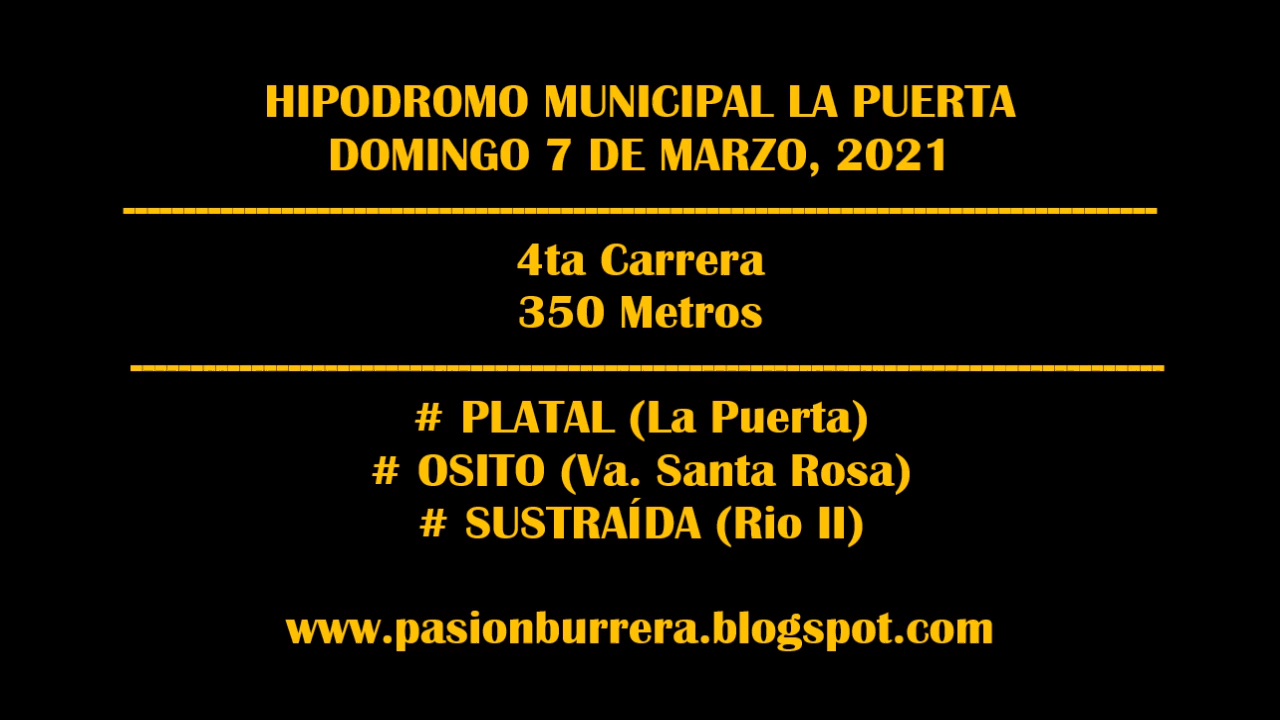 HIPODROMO MUNICIPAL LA PUERTA
DOMINGO 7 DE MARZO, 2021
4ta Carrera
350 Metros
# PLATAL (La Puerta)
# OSITO (Va. Santa Rosa)
# SUSTRAÍDA (Rio II)
www.pasionburrera.blogspot.com